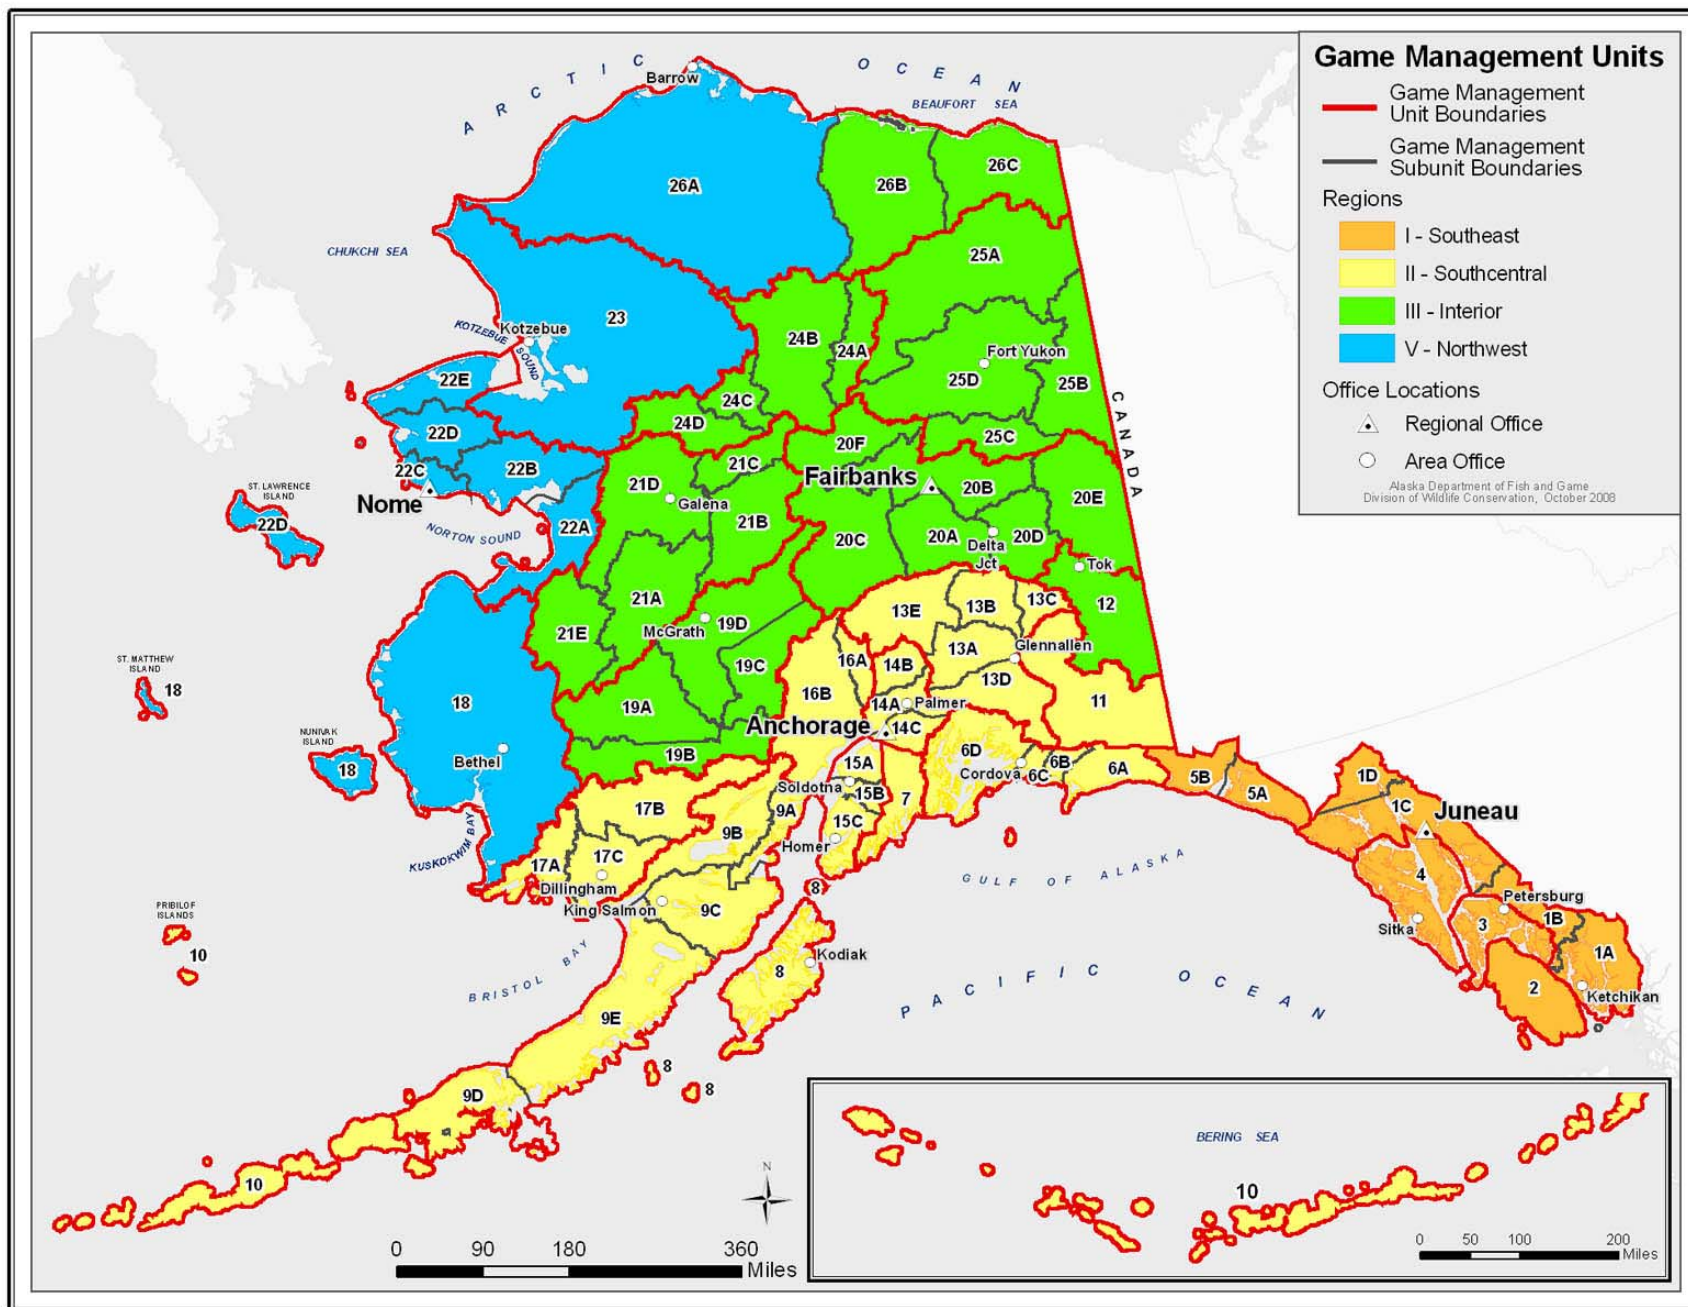 Game Management Units
Game Management
Unit Boundaries
Game Management
Subunit Boundaries
Regions
I - Southeast
II - Southcentral
III - Interior
V - Northwest
Office Locations
Regional Office
Area Office
Alaska Department of Fish and Game
Division of Wildlife Conservation, October 2008
ARCTIC OCEAN
BEAUFORT SEA
Barrow
26A
26B
26C
CHUKCHI SEA
25A
23
KOTZEBUE SOUND
Kotzebue
24B
24A
Fort Yukon
25D
25B
CANADA
22E
24C
24D
22D
20F
25C
22C
22B
21C
Fairbanks
Nome
21D
Galena
20B
20E
ST. LAWRENCE
ISLAND
22D
NORTON SOUND
22A
21B
20C
20A
Delta
Jct
20D
Tok
21A
12
13E
13B
13C
21E
McGrath
19D
13A
Glennallen
ST. MATTHEW
ISLAND
18
19C
16A
14B
13D
16B
18
19A
14A
Palmer
11
Anchorage
14C
NUNIVAK
ISLAND
18
Bethel
19B
6D
Cordova
6C
6B
6A
15A
Soldotna
15B
7
5B
5A
1D
1C
Juneau
17B
9A
9B
15C
Homer
KUSKOKWIM BAY
17A
17C
Dillingham
GULF OF ALASKA
4
8
Petersburg
King Salmon
9C
Sitka
3
1B
1A
PRIBILOF
ISLANDS
10
BRISTOL BAY
8
Kodiak
PACIFIC OCEAN
2
Ketchikan
9E
8
8
9D
10
N
0 90 180 360
Miles
BERING SEA
10
0 50 100 200
Miles